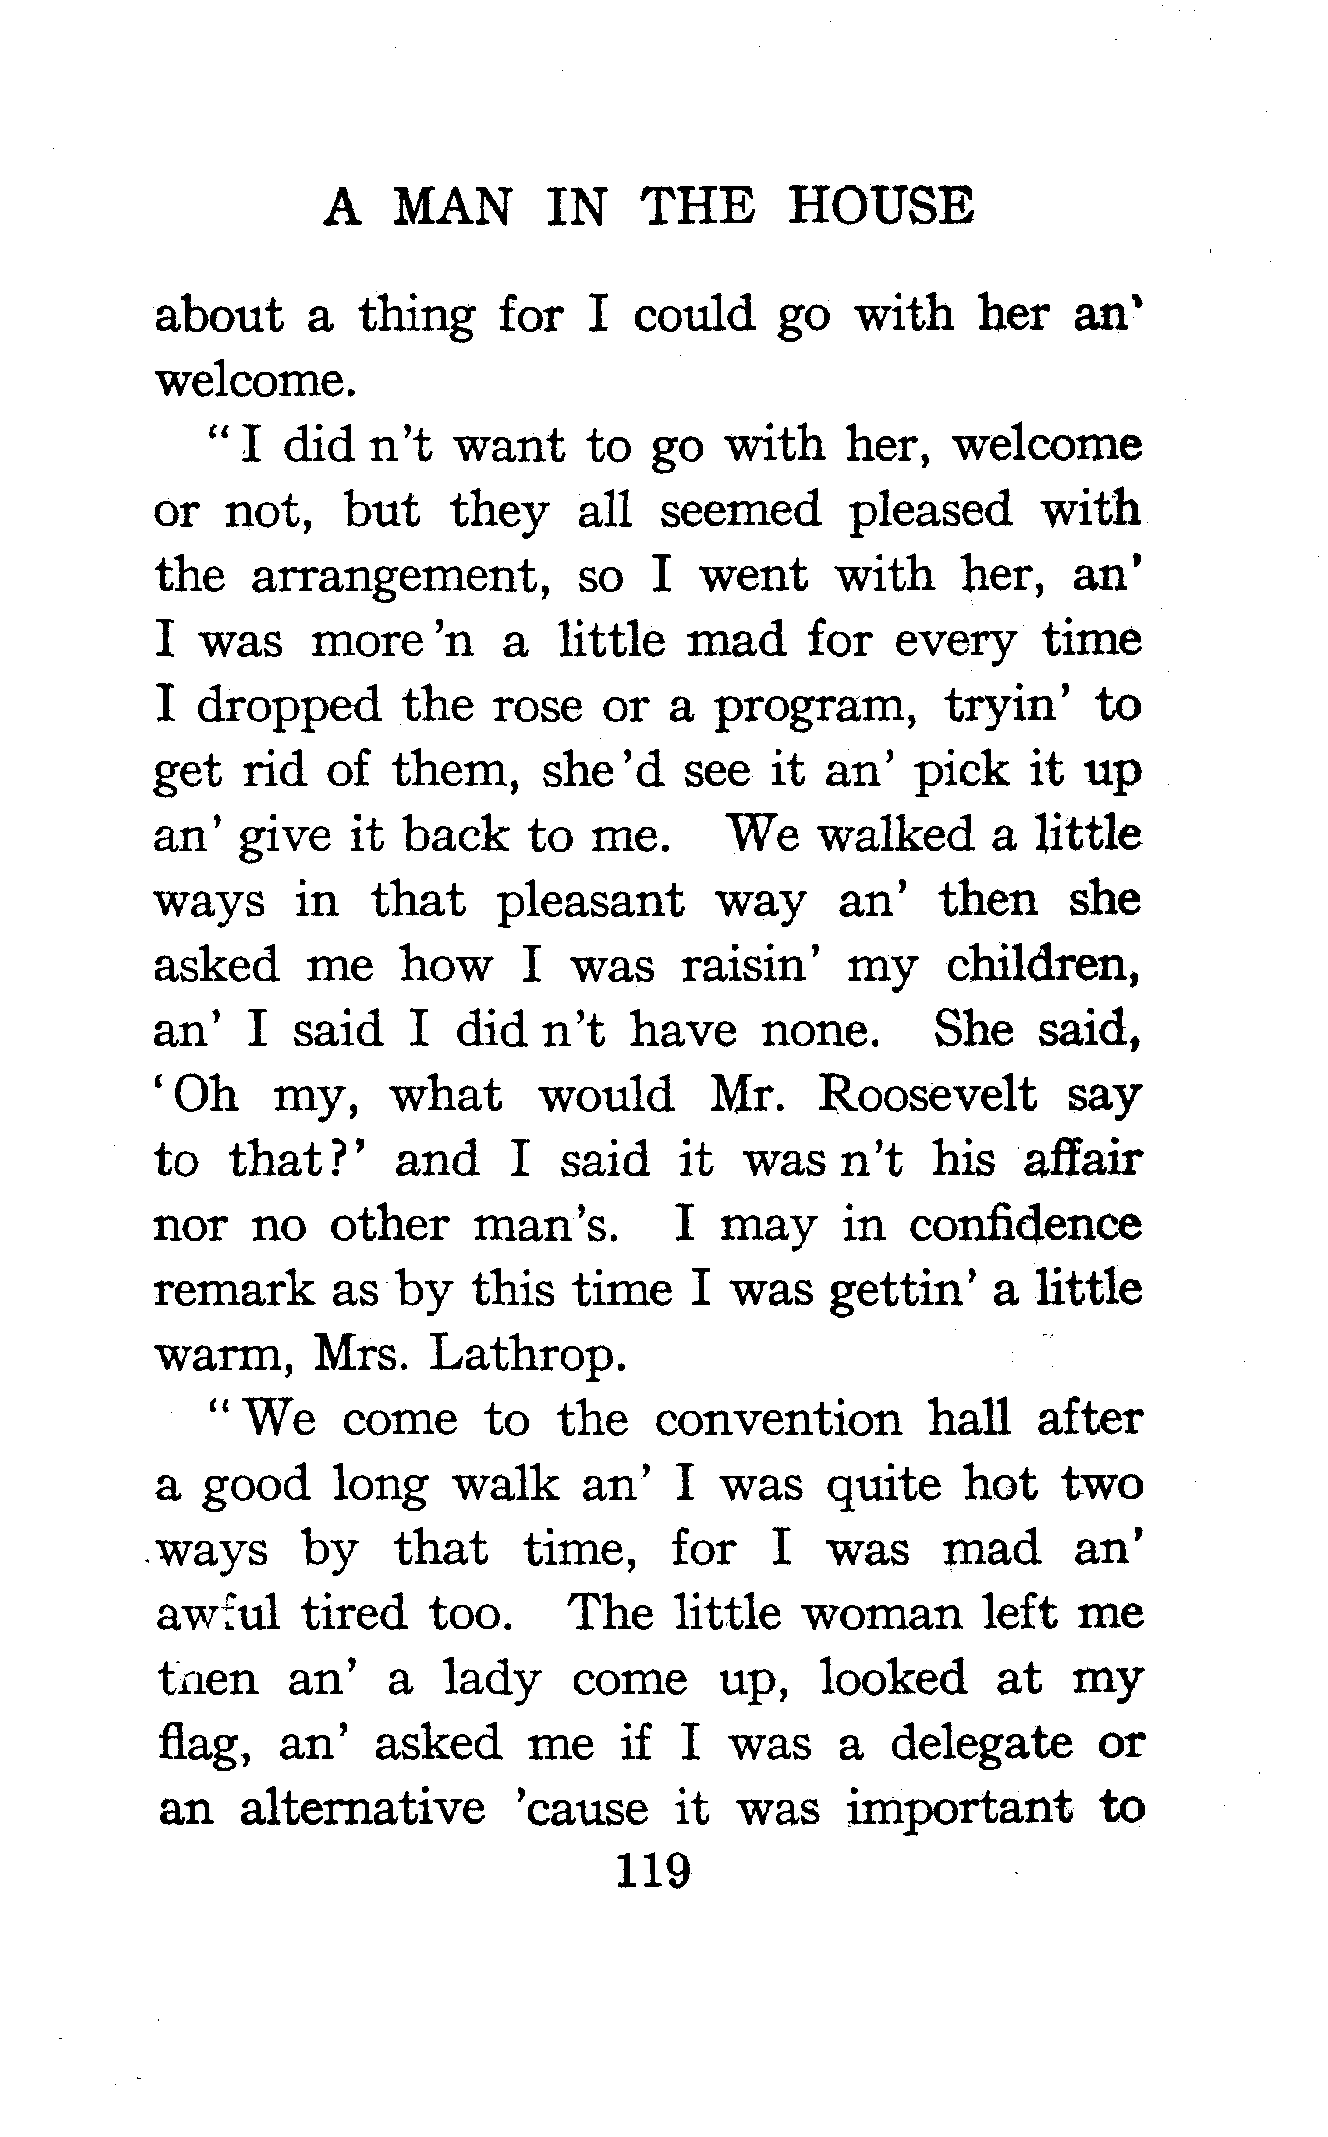 A MAN IN THE HOUSE
about a thing for I could go with her an'
welcome.
" I did n't want to go with her, welcome
or not, but they all seemed pleased with
the arrangement, so I went with her, an'
I was more 'n a little mad for every time
I dropped the rose or a program, tryin' to
get rid of them, she 'd see it an' pick it up
an' give it back to me. We walked a little
ways in that pleasant way an' then she
asked me how I was raisin' my children,
an' I said I did n't have none. She said,
' Oh my, what would Mr. Roosevelt say
to that?' and I said it was n't his affair
nor no other man's. I may in confidence
remark as by this time I was gettin' a little
warm, Mrs. Lathrop.
" We come to the convention hall after
a good long walk an' I was quite hot two
ways by that time, for I was mad an'
awful tired too. The little woman left me
then an' a lady come up, looked at my
flag, an' asked me if I was a delegate or
an alternative 'cause it was important to
119